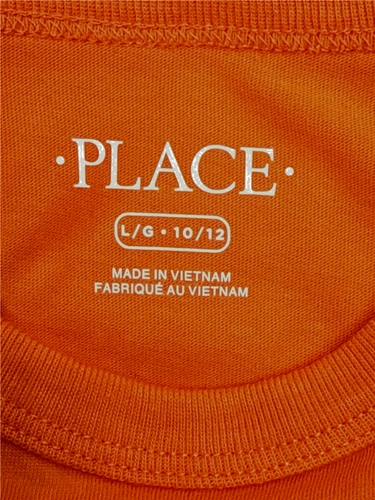 ·PLACE·
L/G • 10/12
MADE IN VIETNAM
FABRIQUÉ AU VIETNAM